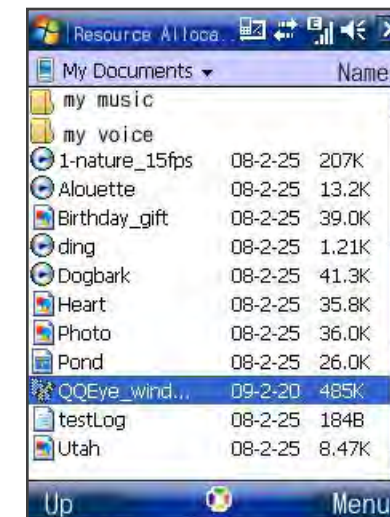 Resource Alloca..
My Documents Name
my music
my voice
1-nature_15fps 08-2-25 207K
Alouette 08-2-25 13.2K
Birthday_gift 08-2-25 39.0K
ding 08-2-25 1.21K
Dogbark 08-2-25 41.3K
Heart 08-2-25 35.8K
Photo 08-2-25 36.0K
Pond 08-2-25 26.0K
QQEye_wind... 09-2-20 485K
testLog 08-2-25 184B
Utah 08-2-25 8.47K
Up Menu